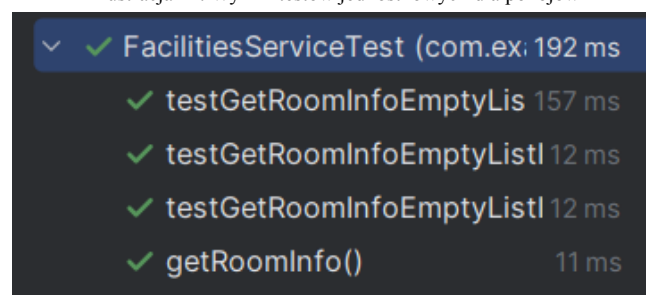 FacilitiesServiceTest (com.ex 192 ms
testGetRoomInfoEmptyLis 157 ms
testGetRoomInfoEmptyListI 12 ms
testGetRoomInfoEmptyListI 12 ms
getRoomInfo() 11 ms